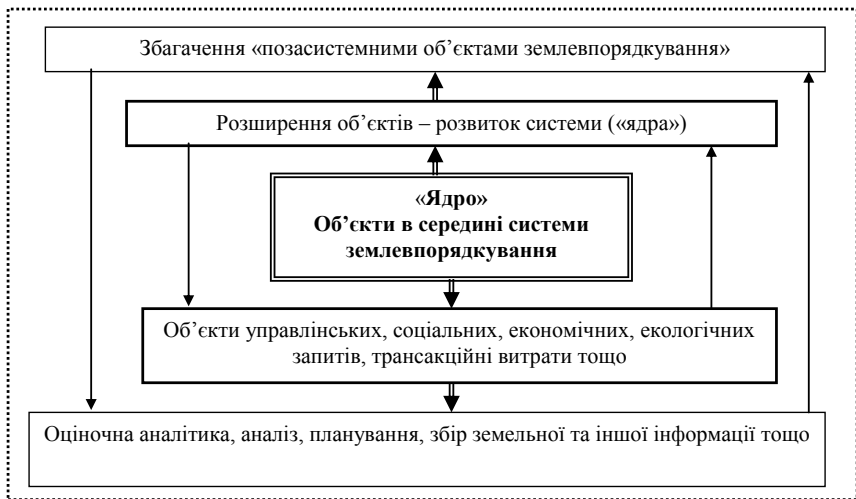 Збагачення «позасистемними об’єктами землевпорядкування»
Розширення об’єктів – розвиток системи («ядра»)
«Ядро»
Об’єкти в середині системи
землевпорядкування
Об’єкти управлінських, соціальних, економічних, екологічних
запитів, трансакційні витрати тощо
Оціночна аналітика, аналіз, планування, збір земельної та іншої інформації тощо